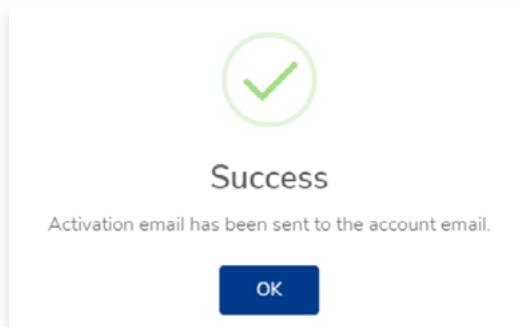 Success
Activation email has been sent to the account email.
OK